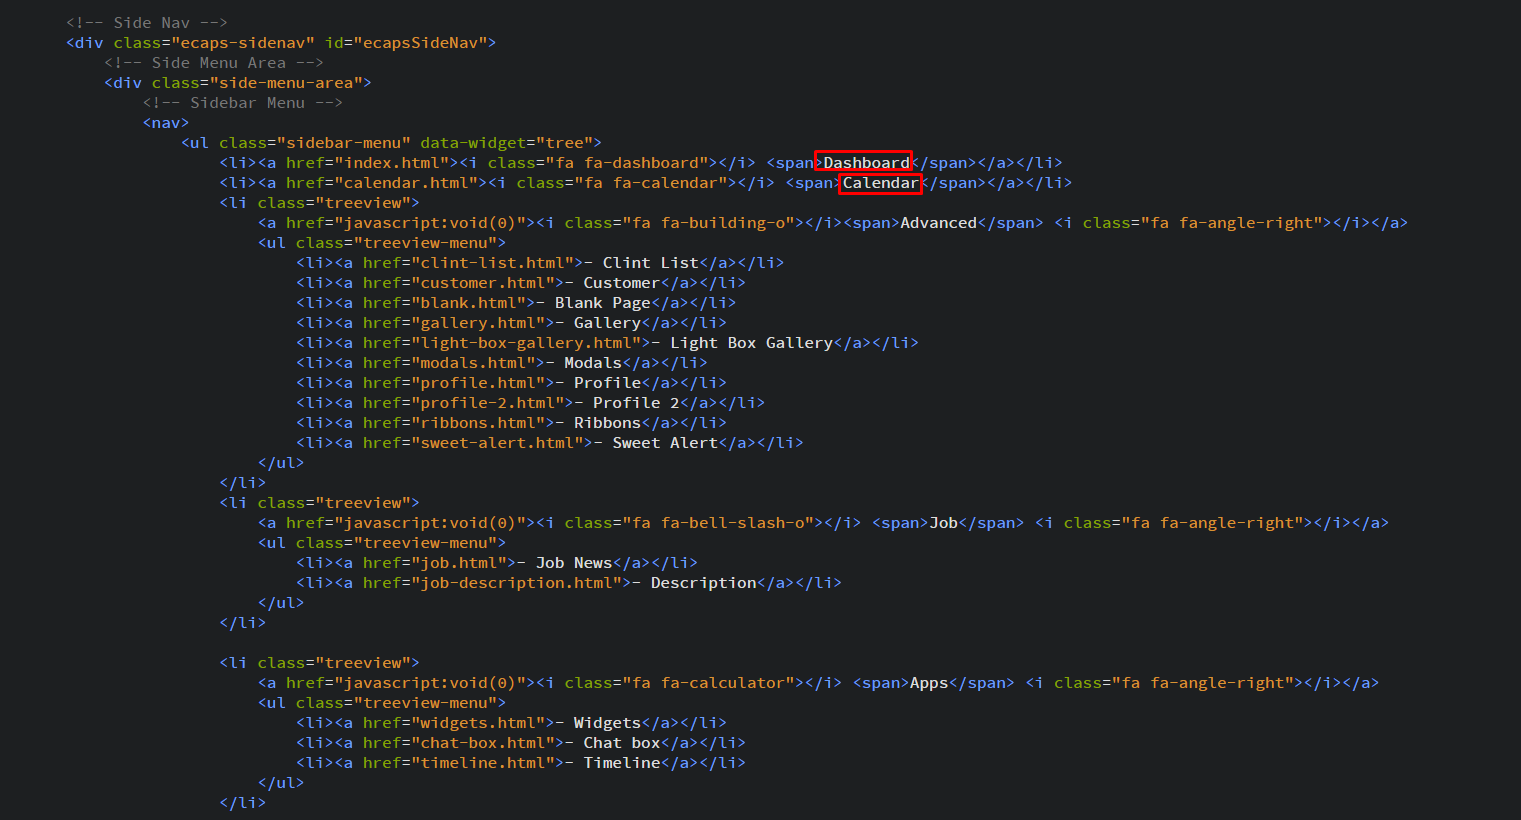 <!-- Side Nav -->
<div class="ecaps-sidenav" id="ecapsSideNav">
<!-- Side Menu Area -->
<div class="side-menu-area">
<!-- Sidebar Menu -->
<nav>
<ul class="sidebar-menu" data-widget="tree">
<li><a href="index.html"><i class="fa fa-dashboard"></i> <span>Dashboard</span></a></li>
<li><a href="calendar.html"><i class="fa fa-calendar"></i> <span>Calendar</span></a></li>
<li class="treeview">
<a href="javascript:void(0)"><i class="fa fa-building-o"></i><span>Advanced</span> <i class="fa fa-angle-right"></i></a>
<ul class="treeview-menu">
<li><a href="clint-list.html">- Clint List</a></li>
<li><a href="customer.html">- Customer</a></li>
<li><a href="blank.html">- Blank Page</a></li>
<li><a href="gallery.html">- Gallery</a></li>
<li><a href="light-box-gallery.html">- Light Box Gallery</a></li>
<li><a href="modals.html">- Modals</a></li>
<li><a href="profile.html">- Profile</a></li>
<li><a href="profile-2.html">- Profile 2</a></li>
<li><a href="ribbons.html">- Ribbons</a></li>
<li><a href="sweet-alert.html">- Sweet Alert</a></li>
</ul>
</li>
<li class="treeview">
<a href="javascript:void(0)"><i class="fa fa-bell-slash-o"></i> <span>Job</span> <i class="fa fa-angle-right"></i></a>
<ul class="treeview-menu">
<li><a href="job.html">- Job News</a></li>
<li><a href="job-description.html">- Description</a></li>
</ul>
</li>
<li class="treeview">
<a href="javascript:void(0)"><i class="fa fa-calculator"></i> <span>Apps</span> <i class="fa fa-angle-right"></i></a>
<ul class="treeview-menu">
<li><a href="widgets.html">- Widgets</a></li>
<li><a href="chat-box.html">- Chat box</a></li>
<li><a href="timeline.html">- Timeline</a></li>
</ul>
</li>